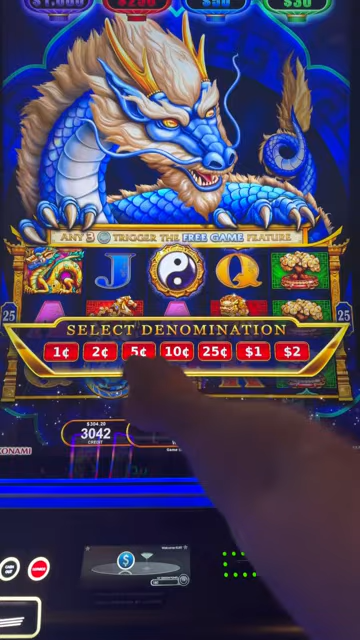 $1,000
$250
$50
$30
ANY 3 TRIGGER THE FREE GAME FEATURE
J
Q
25
25
SELECT DENOMINATION
1¢
2¢
5¢
10¢
25¢
$1
$2
$304.20
3042
CREDIT
KONAMI